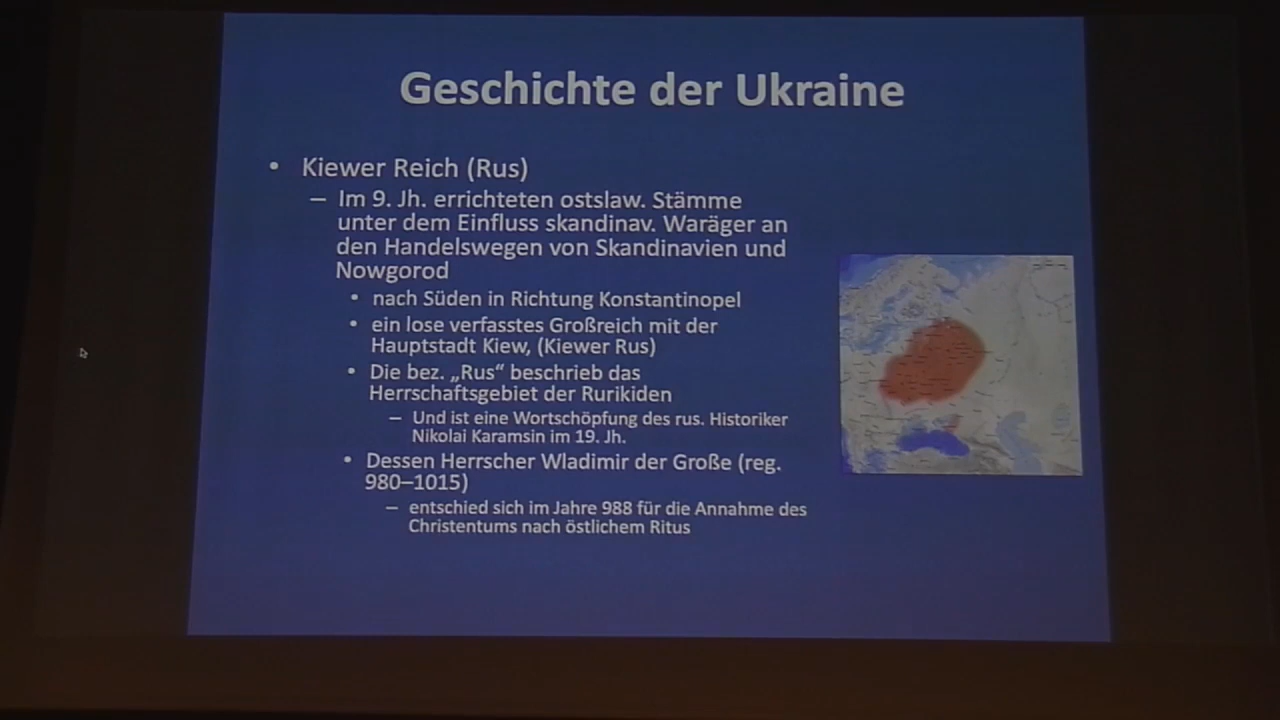 Geschichte der Ukraine
• Kiewer Reich (Rus)
– Im 9. Jh. errichteten ostslaw. Stämme
unter dem Einfluss skandinav. Waräger an
den Handelswegen von Skandinavien und
Nowgorod
• nach Süden in Richtung Konstantinopel
• ein lose verfasstes Großreich mit der
Hauptstadt Kiew, (Kiewer Rus)
• Die bez. „Rus“ beschrieb das
Herrschaftsgebiet der Rurikiden
– Und ist eine Wortschöpfung des rus. Historiker
Nikolai Karamsin im 19. Jh.
• Dessen Herrscher Wladimir der Große (reg.
980–1015)
– entschied sich im Jahre 988 für die Annahme des
Christentums nach östlichem Ritus